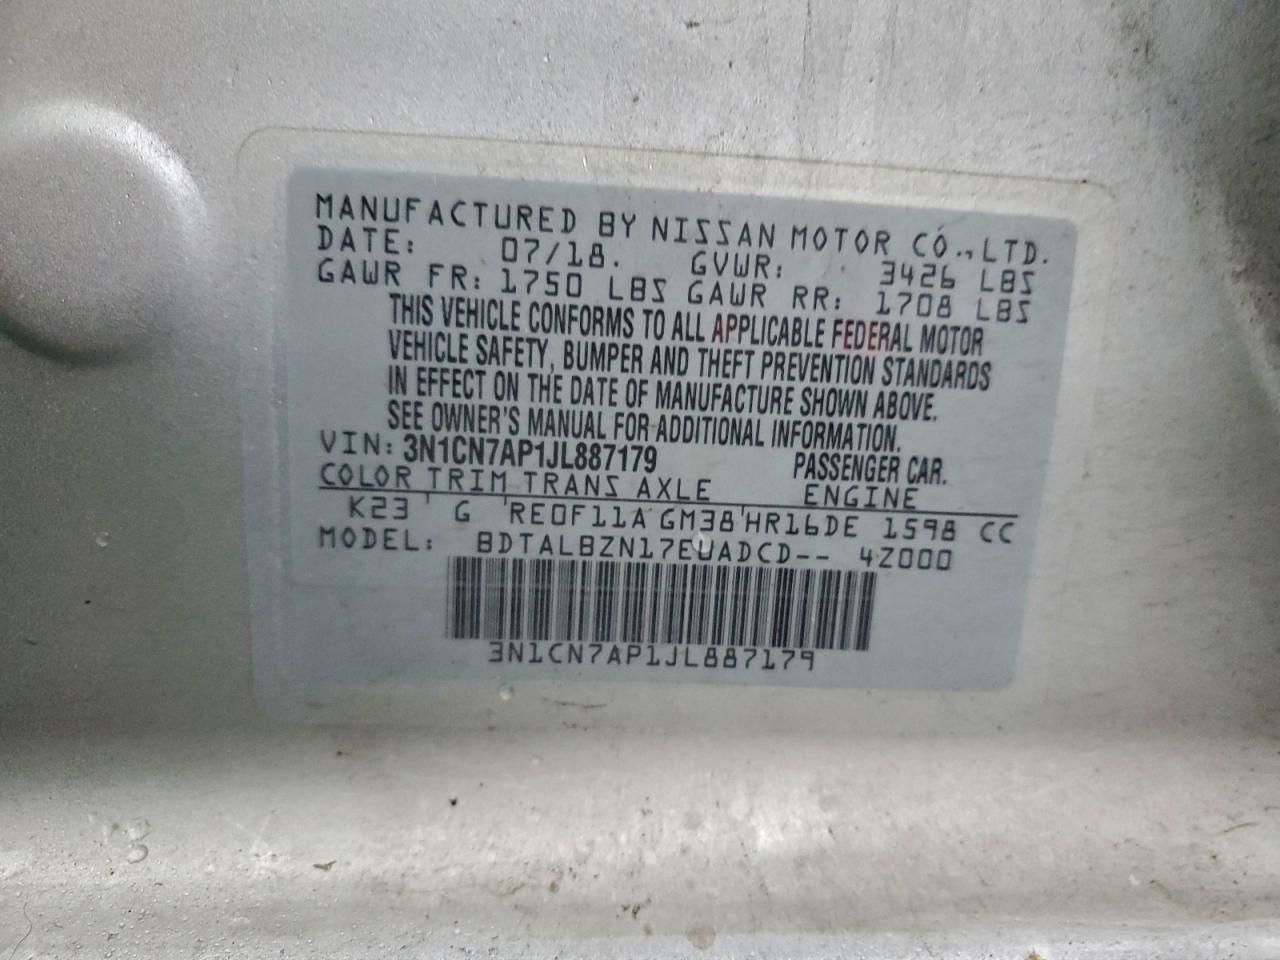 MANUFACTURED BY NISSAN MOTOR CO.,LTD.
DATE: 07/18. GVWR: 3426 LBS
GAWR FR: 1750 LBS GAWR RR: 1708 LBS
THIS VEHICLE CONFORMS TO ALL APPLICABLE FEDERAL MOTOR
VEHICLE SAFETY, BUMPER AND THEFT PREVENTION STANDARDS
IN EFFECT ON THE DATE OF MANUFACTURE SHOWN ABOVE.
SEE OWNER'S MANUAL FOR ADDITIONAL INFORMATION.
VIN: 3N1CN7AP1JL887179 PASSENGER CAR.
COLOR TRIM TRANS AXLE ENGINE
K23 ' G 'RE0F11A GM38'HR16DE 1598 CC
MODEL: BDTALBZN17EUADCD-- 4Z000
3N1CN7AP1JL887179